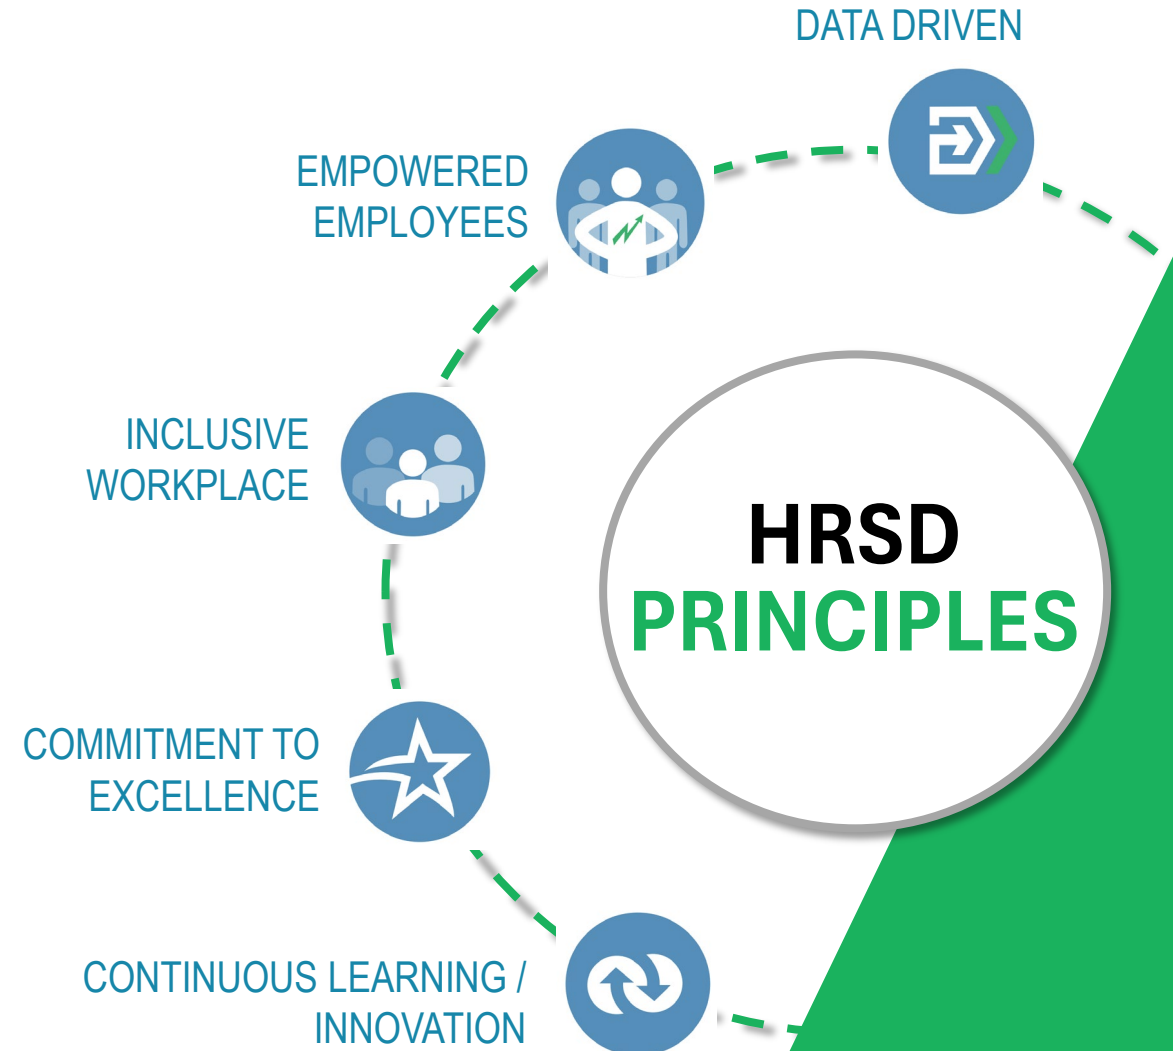 DATA DRIVEN
EMPOWERED
EMPLOYEES
INCLUSIVE
WORKPLACE
HRSD
PRINCIPLES
COMMITMENT TO
EXCELLENCE
CONTINUOUS LEARNING /
INNOVATION